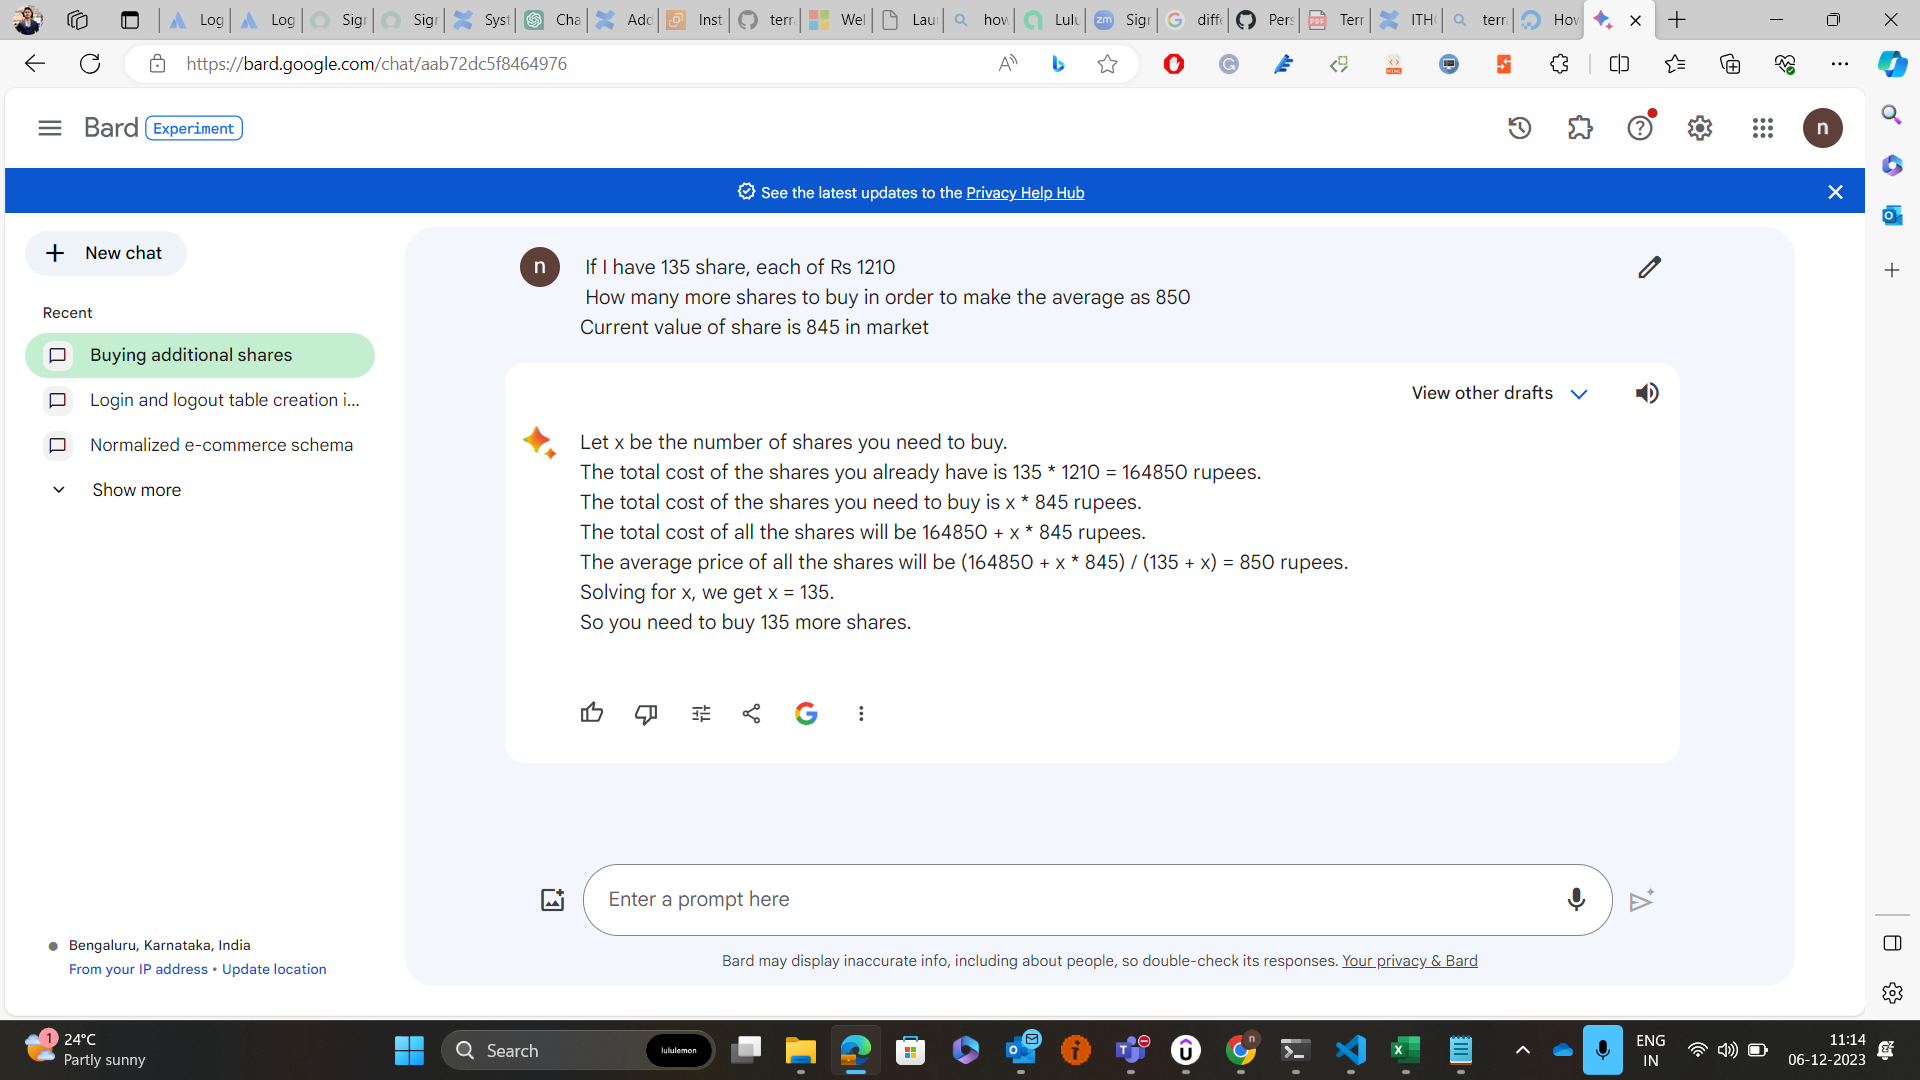 Log
Log
Sign
Sign
Syst
Cha
Add
Inst
terr
Wel
Lau
how
Lulu
Sign
diffe
Pers
Terr
ITH
terr
How
https://bard.google.com/chat/aab72dc5f8464976
Bard Experiment
n
See the latest updates to the Privacy Help Hub
New chat
Recent
Buying additional shares
Login and logout table creation i...
Normalized e-commerce schema
Show more
n
If I have 135 share, each of Rs 1210
How many more shares to buy in order to make the average as 850
Current value of share is 845 in market
View other drafts
Let x be the number of shares you need to buy.
The total cost of the shares you already have is 135 * 1210 = 164850 rupees.
The total cost of the shares you need to buy is x * 845 rupees.
The total cost of all the shares will be 164850 + x * 845 rupees.
The average price of all the shares will be (164850 + x * 845) / (135 + x) = 850 rupees.
Solving for x, we get x = 135.
So you need to buy 135 more shares.
Enter a prompt here
Bard may display inaccurate info, including about people, so double-check its responses. Your privacy & Bard
Bengaluru, Karnataka, India
From your IP address • Update location
1
24°C
Partly sunny
Search
lululemon
n
ENG
IN
11:14
06-12-2023